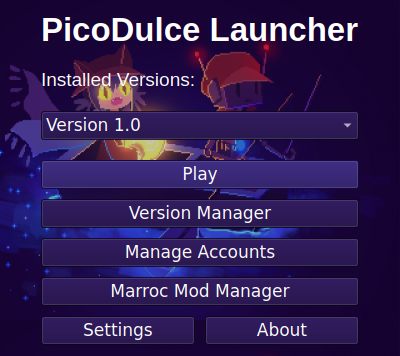 PicoDulce Launcher
Installed Versions:
Version 1.0
Play
Version Manager
Manage Accounts
Marroc Mod Manager
Settings About